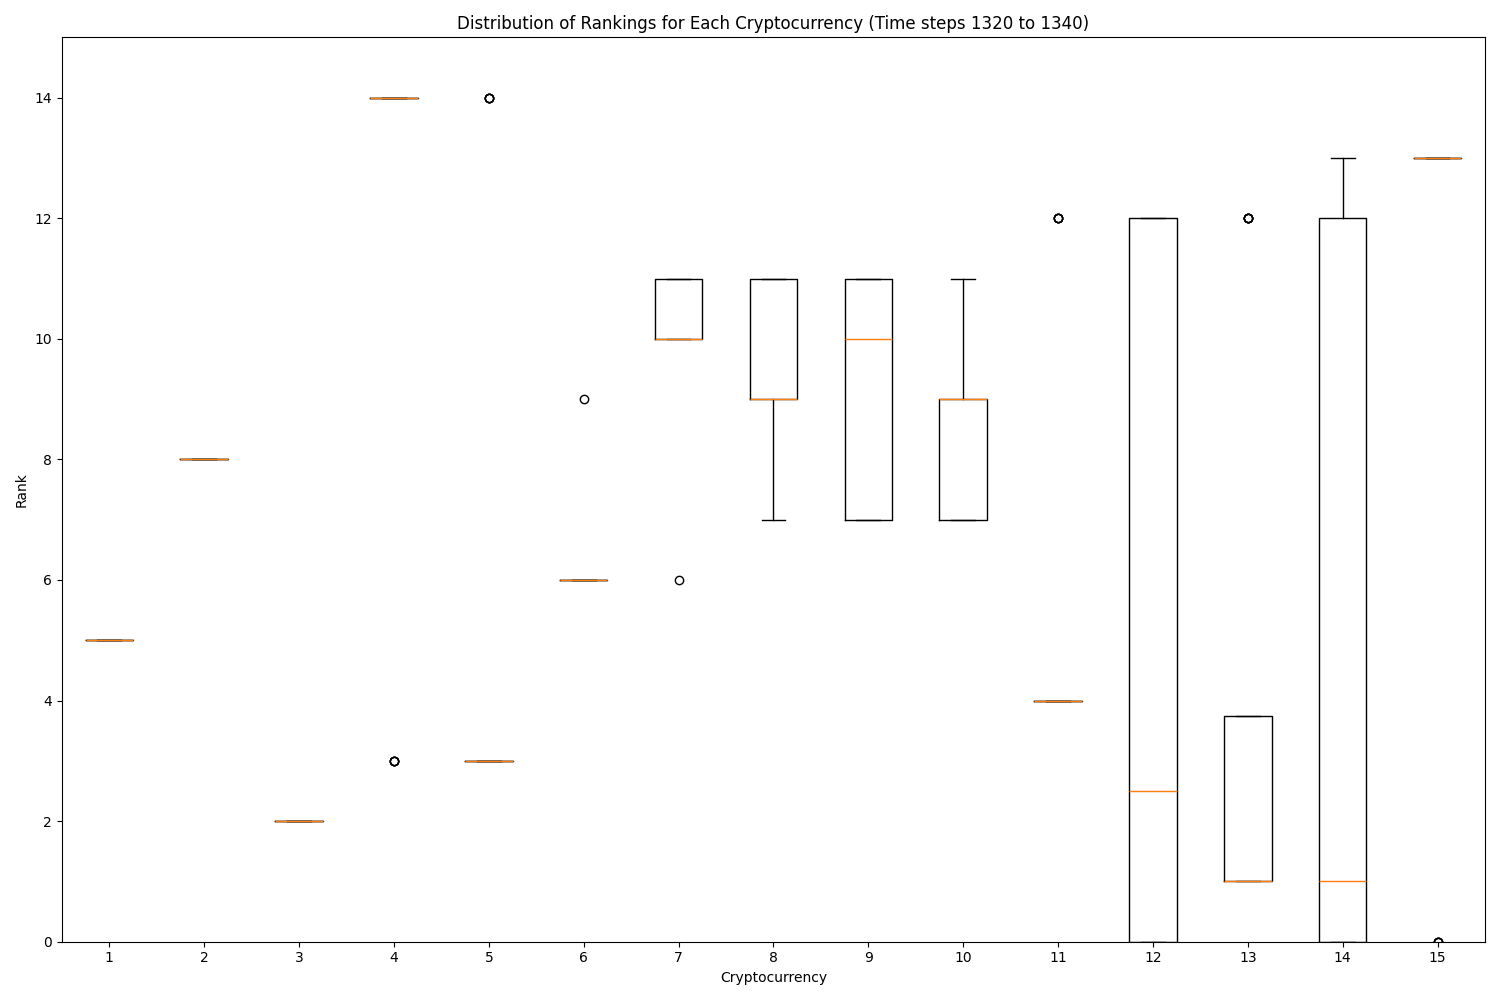 Distribution of Rankings for Each Cryptocurrency (Time steps 1320 to 1340)
14
12
10
8
6
4
2
0
Rank
1 2 3 4 5 6 7 8 9 10 11 12 13 14 15
Cryptocurrency